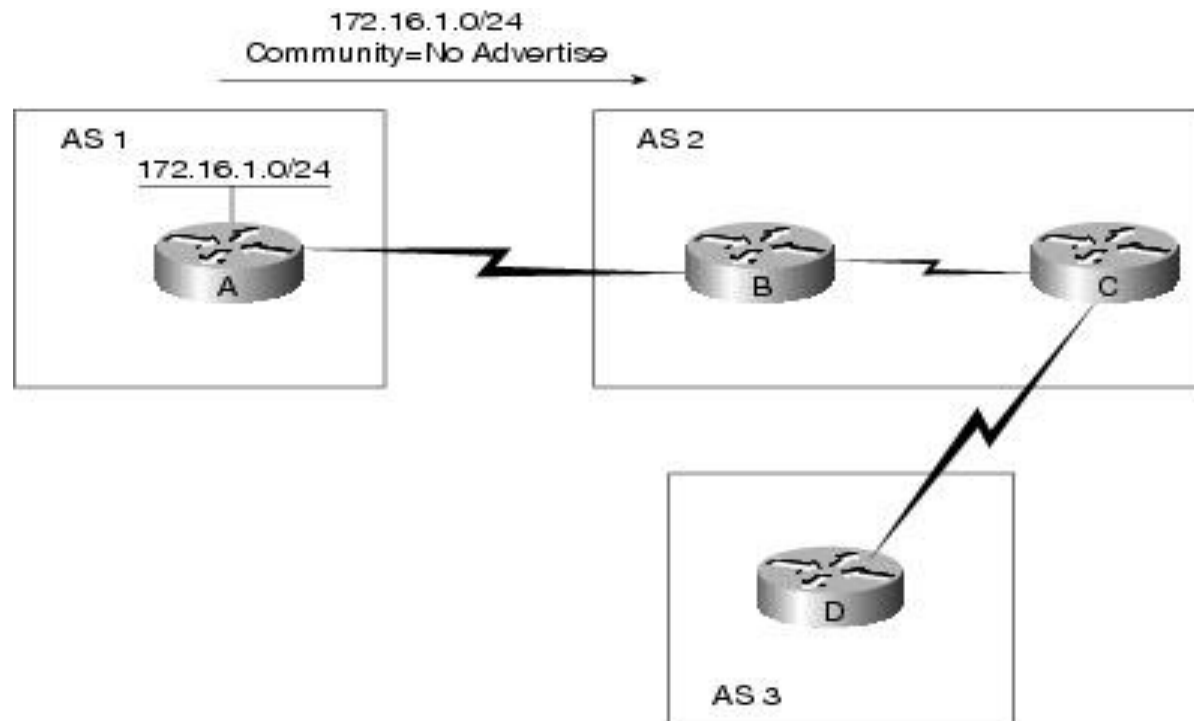 172.16.1.0/24
Community=No Advertise
AS 1
172.16.1.0/24
A
AS 2
B
C
D
AS 3